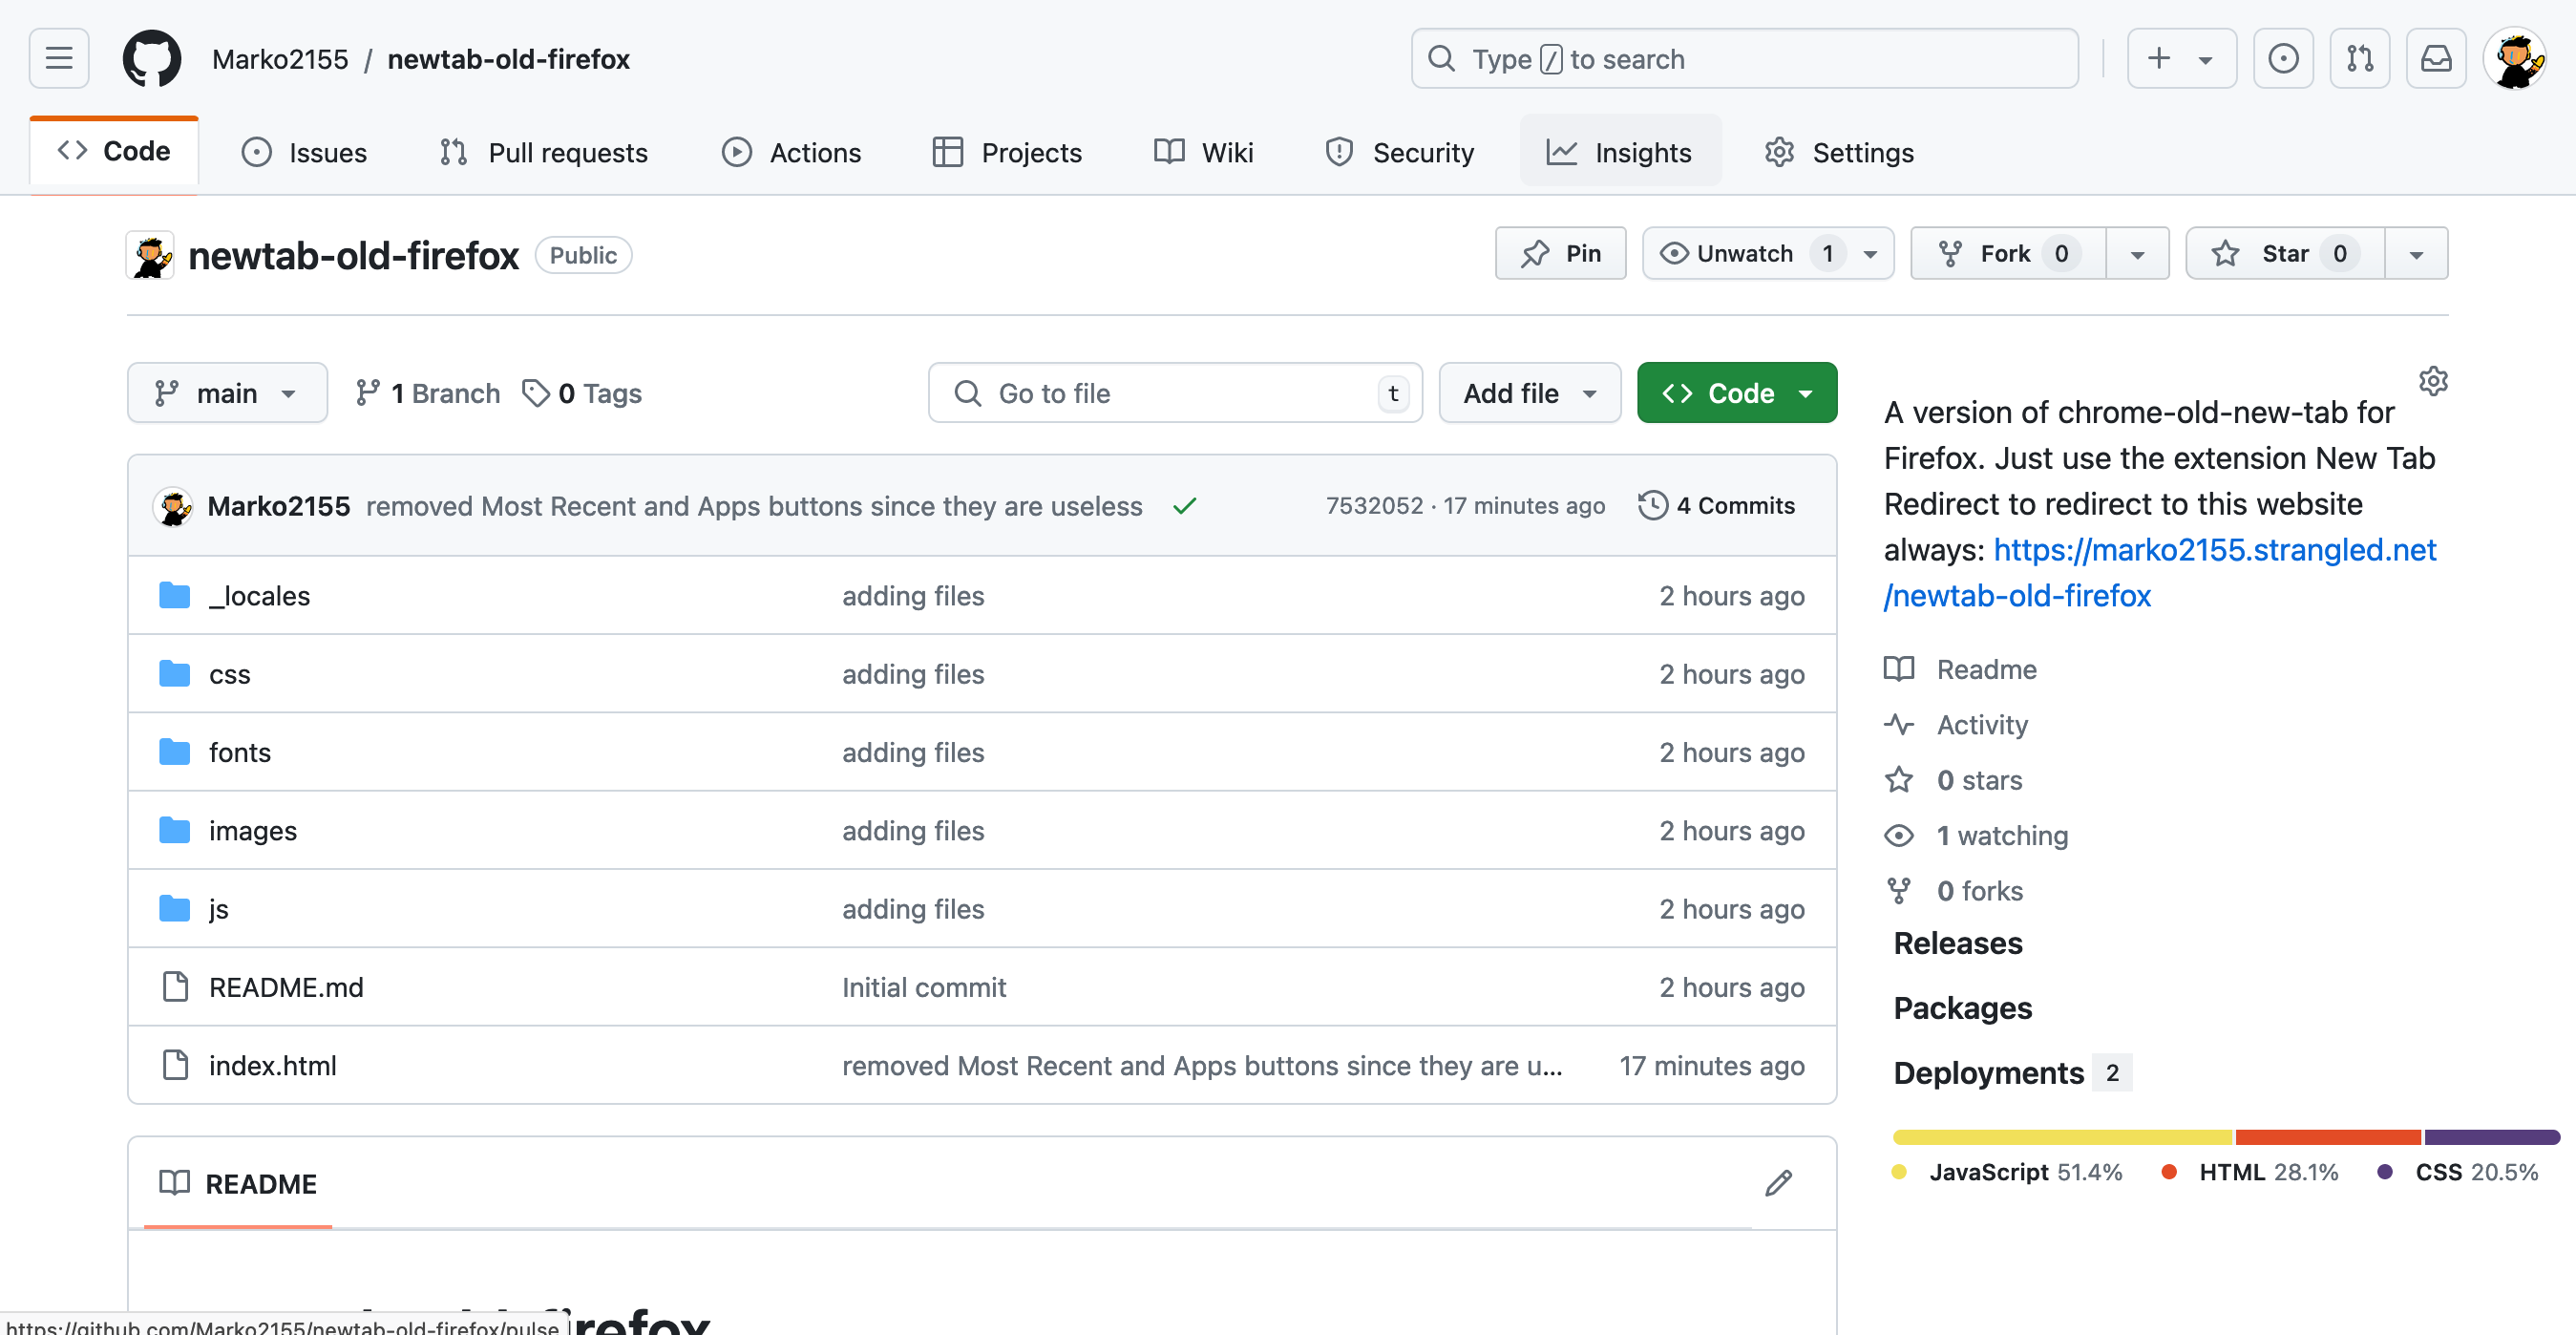 Marko2155 / newtab-old-firefox
Type / to search
Code
Issues
Pull requests
Actions
Projects
Wiki
Security
Insights
Settings
newtab-old-firefox
Public
Pin
Unwatch 1
Fork 0
Star 0
main
1 Branch
0 Tags
Go to file
t
Add file
Code
Marko2155 removed Most Recent and Apps buttons since they are useless
7532052 · 17 minutes ago
4 Commits
_locales adding files 2 hours ago
css adding files 2 hours ago
fonts adding files 2 hours ago
images adding files 2 hours ago
js adding files 2 hours ago
README.md Initial commit 2 hours ago
index.html removed Most Recent and Apps buttons since they are u... 17 minutes ago
README
A version of chrome-old-new-tab for
Firefox. Just use the extension New Tab
Redirect to redirect to this website
always: https://marko2155.strangled.net
/newtab-old-firefox
Readme
Activity
0 stars
1 watching
0 forks
Releases
Packages
Deployments 2
JavaScript 51.4% HTML 28.1% CSS 20.5%
https://github.com/Marko2155/newtab-old-firefox/pulse